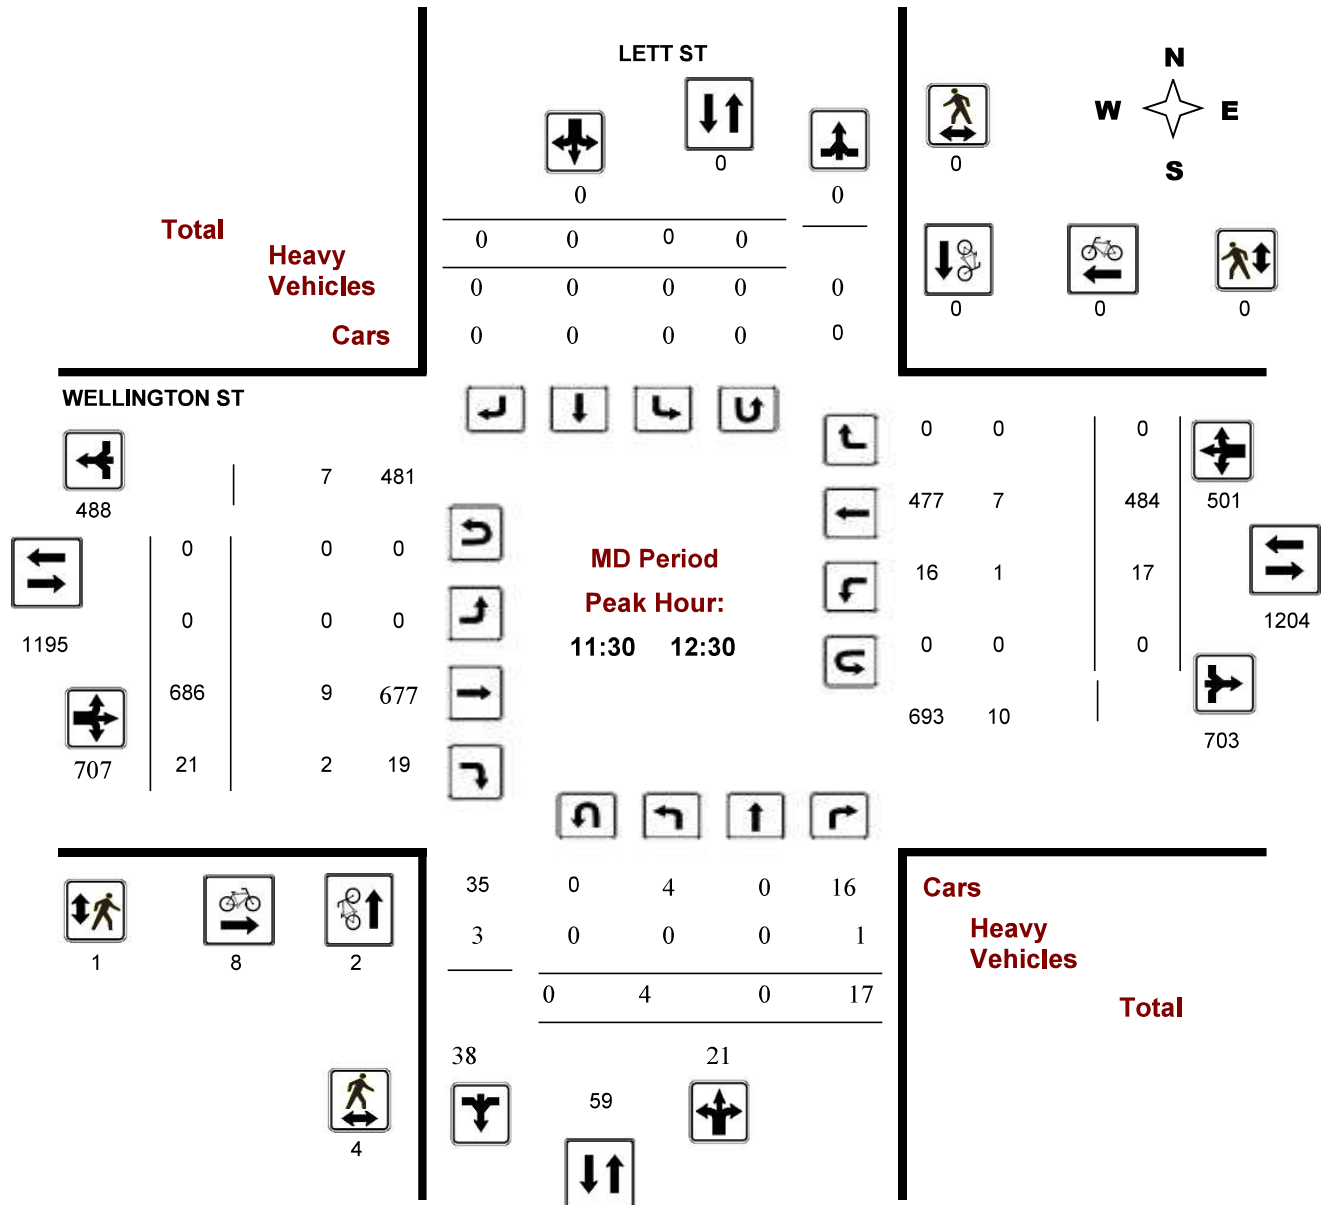 LETT ST
N
W E
S
0
0
0
0 0
0 0 0 0
0 0 0 0 0
0 0 0 0 0
0 0 0
Total
Heavy
Vehicles
Cars
WELLINGTON ST
488
7 481
0 0 0
0 0 0
1195
686 9 677
707 21 2 19
MD Period
Peak Hour:
11:30 12:30
0 0 0
477 7 484 501
16 1 17
1204
0 0 0
693 10
703
1 8 2
4
35 0 4 0 16
3 0 0 0 1
0 4 0 17
38 21
59
Cars
Heavy
Vehicles
Total